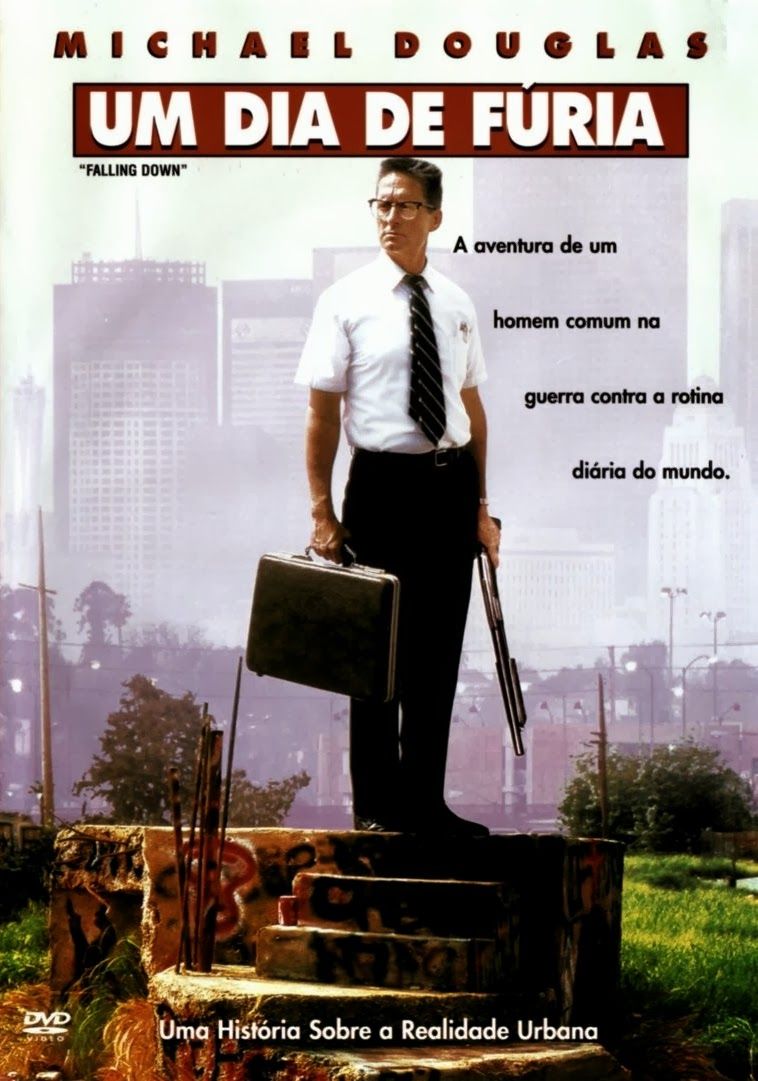 MICHAEL DOUGLAS
UM DIA DE FÚRIA
"FALLING DOWN"
A aventura de um
homem comum na
guerra contra a rotina
diária do mundo.
DVD
VIDEO
Uma História Sobre a Realidade Urbana